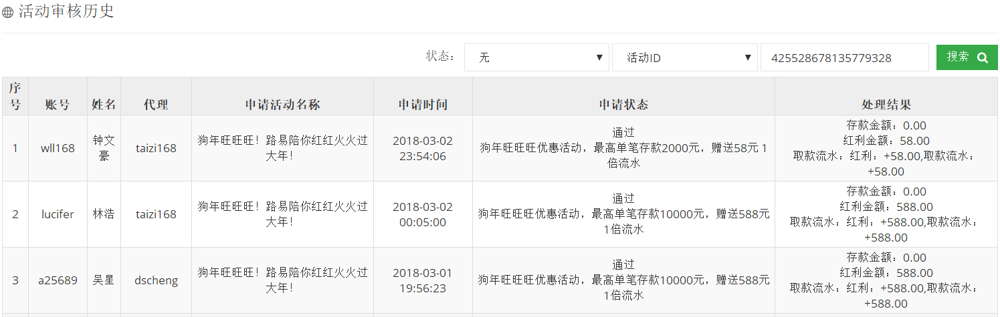 活动审核历史
状态：
无
活动ID
425528678135779328
搜索
序号
账号
姓名
代理
申请活动名称
申请时间
申请状态
处理结果
1
wll168
钟文
豪
taizi168
狗年旺旺旺！路易陪你红红火火过
大年！
2018-03-02
23:54:06
通过
狗年旺旺旺优惠活动，最高单笔存款2000元，赠送58元 1
倍流水
存款金额：0.00
红利金额：58.00
取款流水：红利：+58.00,取款流水：
+58.00
2
lucifer
林浩
taizi168
狗年旺旺旺！路易陪你红红火火过
大年！
2018-03-02
00:05:00
通过
狗年旺旺旺优惠活动，最高单笔存款10000元，赠送588元
1倍流水
存款金额：0.00
红利金额：588.00
取款流水：红利：+588.00,取款流水：
+588.00
3
a25689
吴星
dscheng
狗年旺旺旺！路易陪你红红火火过
大年！
2018-03-01
19:56:23
通过
狗年旺旺旺优惠活动，最高单笔存款10000元，赠送588元
1倍流水
存款金额：0.00
红利金额：588.00
取款流水：红利：+588.00,取款流水：
+588.00